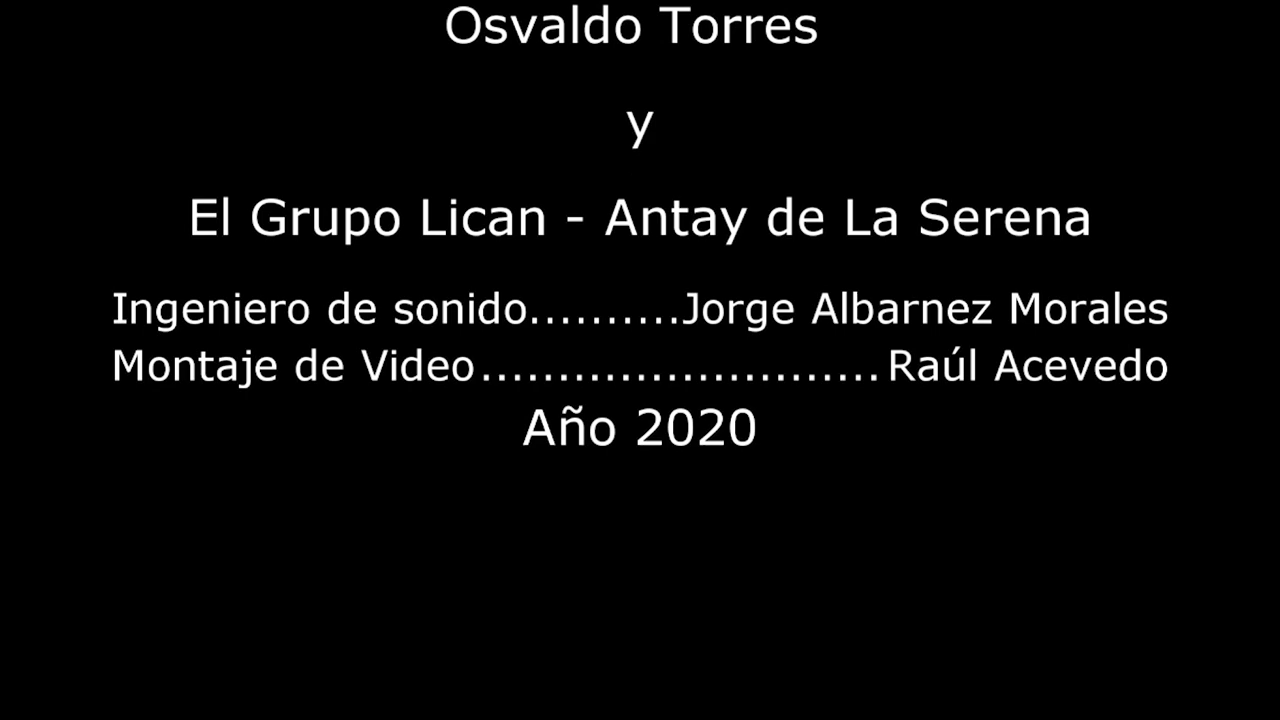 Osvaldo Torres
y
El Grupo Lican - Antay de La Serena
Ingeniero de sonido..........Jorge Albarnez Morales
Montaje de Video..........................Raúl Acevedo
Año 2020